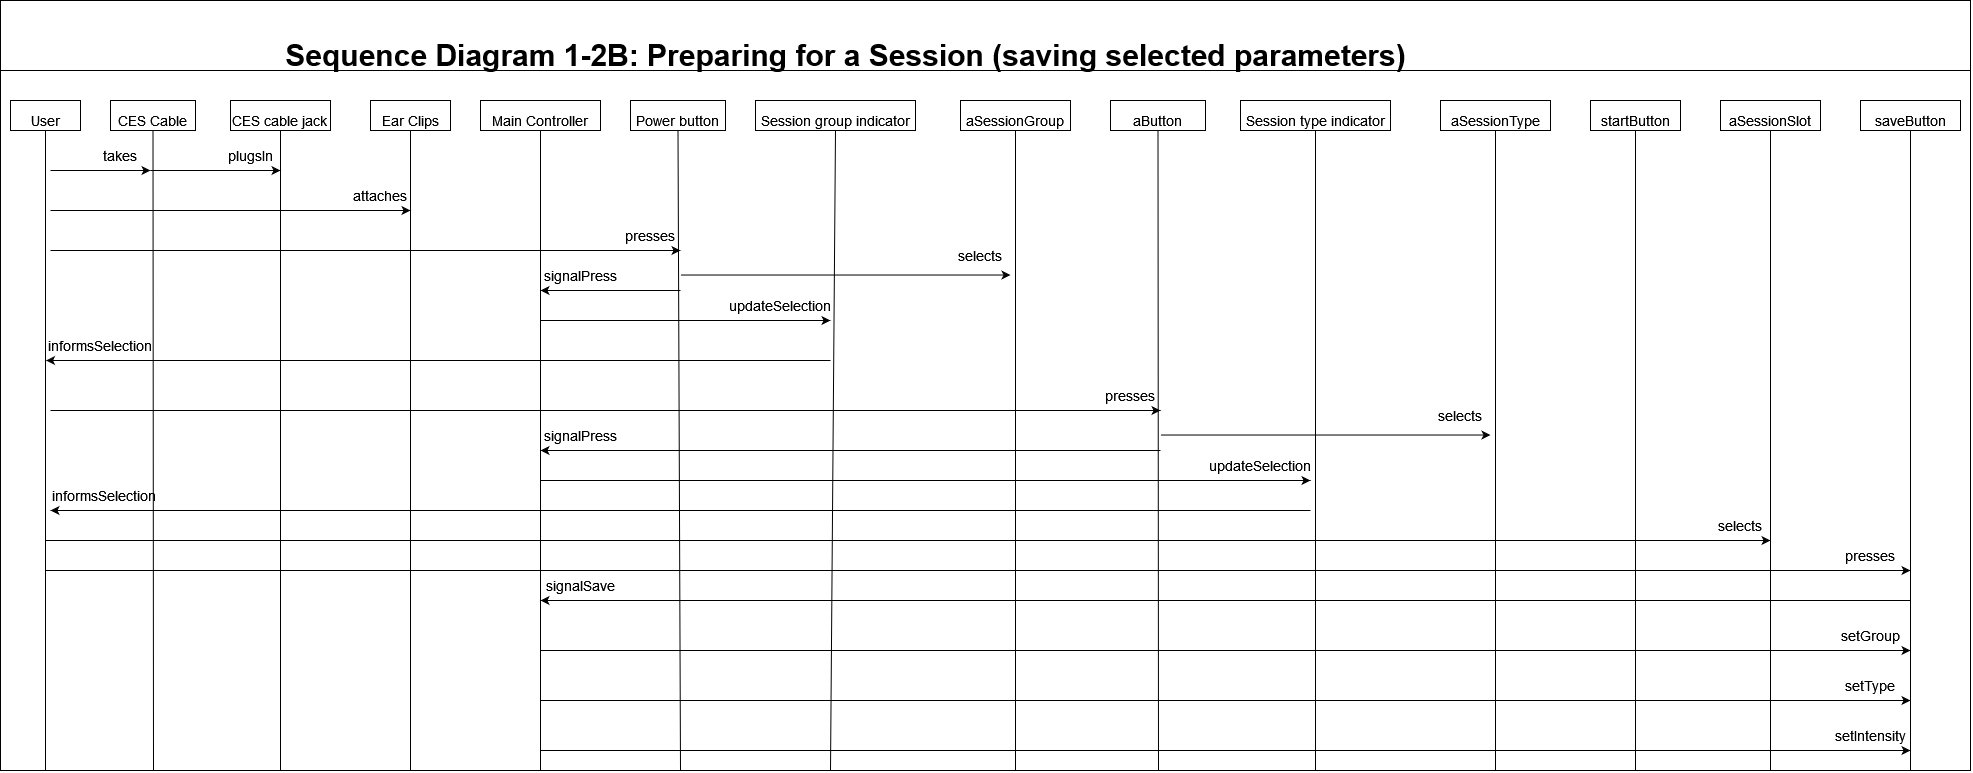 Sequence Diagram 1-2B: Preparing for a Session (saving selected parameters)
User
CES Cable
CES cable jack
Ear Clips
Main Controller
Power button
Session group indicator
aSessionGroup
aButton
Session type indicator
aSessionType
startButton
aSessionSlot
saveButton
takes
plugsIn
attaches
presses
selects
signalPress
updateSelection
informsSelection
presses
selects
signalPress
updateSelection
informsSelection
selects
presses
signalSave
setGroup
setType
setIntensity